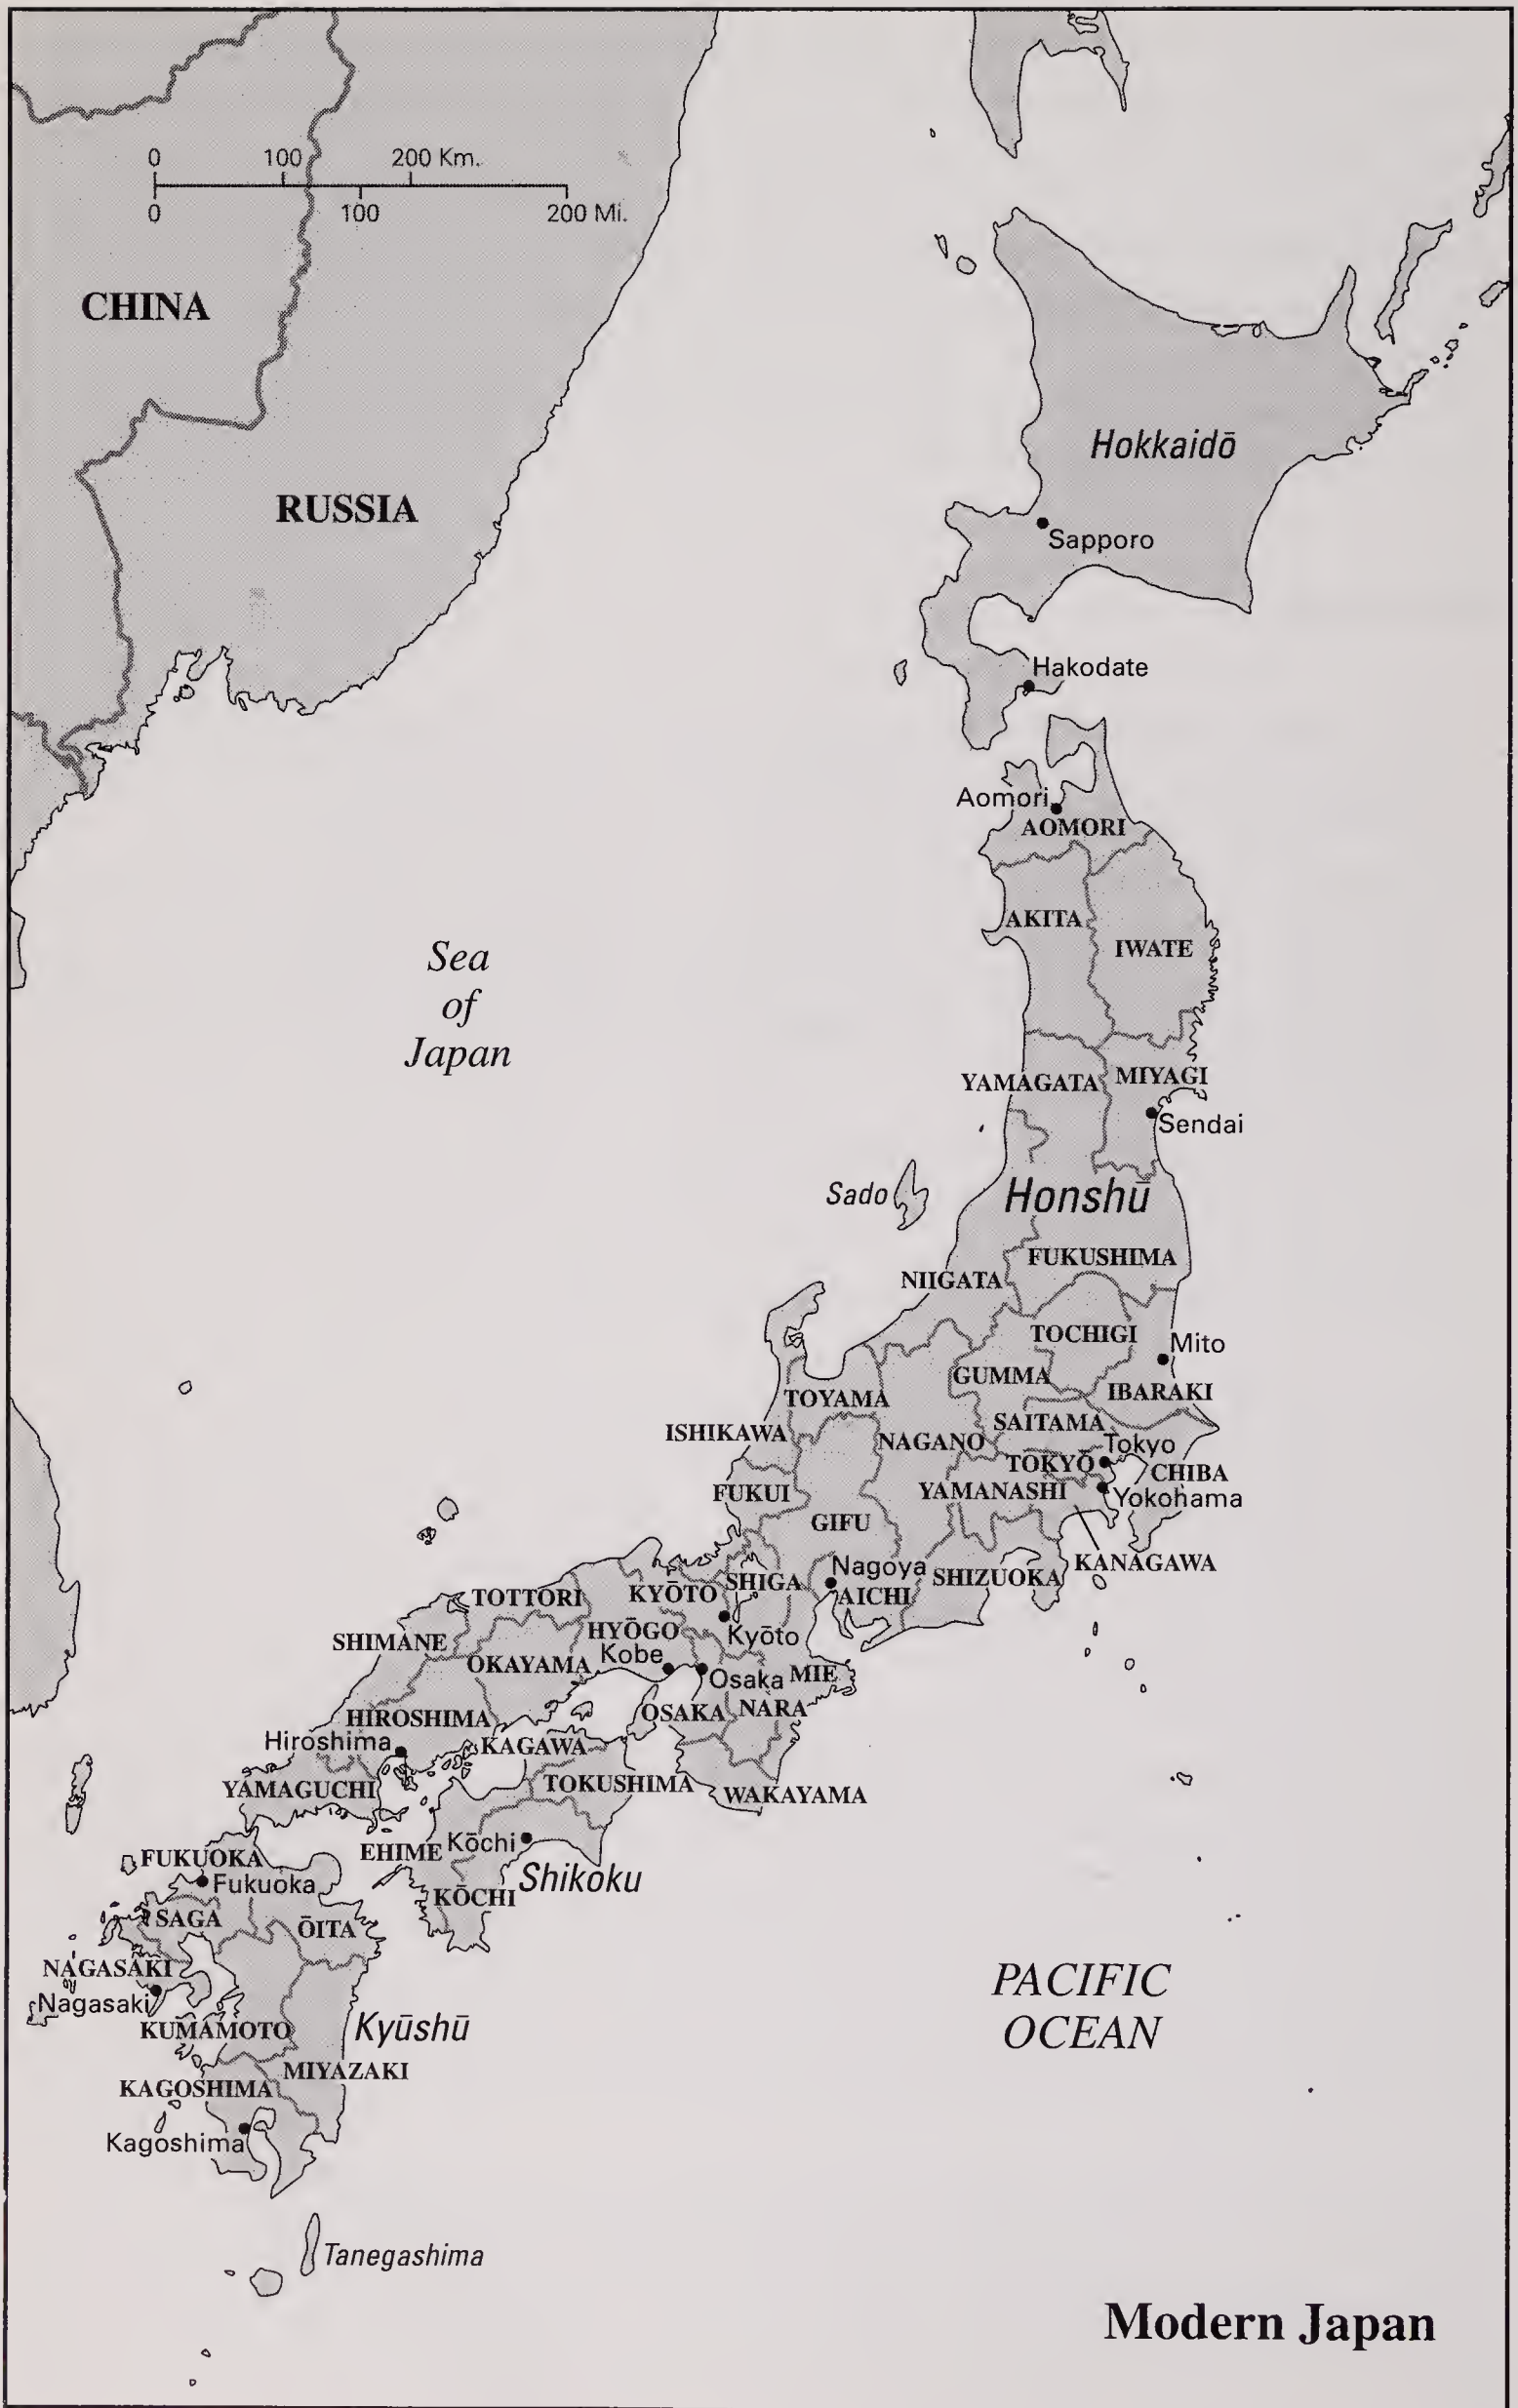 0 100 200 Km.
0 100 200 Mi.
CHINA
RUSSIA
Hokkaidō
Sapporo
Hakodate
Aomori
AOMORI
AKITA
IWATE
Sea
of
Japan
YAMAGATA
MIYAGI
Sendai
Sado
Honshū
FUKUSHIMA
NIIGATA
TOCHIGI
Mito
GUMMA
IBARAKI
TOYAMA
SAITAMA
ISHIKAWA
NAGANO
Tokyo
TŌKYŌ
CHIBA
FUKUI
YAMANASHI
Yokohama
GIFU
KANAGAWA
Nagoya
SHIZUOKA
AICHI
SHIGA
KYŌTO
TOTTORI
HYŌGO
Kyōto
SHIMANE
Kobe
OKAYAMA
Osaka
MIE
OSAKA
NARA
HIROSHIMA
Hiroshima
KAGAWA
TOKUSHIMA
YAMAGUCHI
WAKAYAMA
EHIME
Kōchi
FUKUOKA
Shikoku
Fukuoka
KŌCHI
SAGA
ŌITA
NAGASAKI
Nagasaki
PACIFIC
OCEAN
KUMAMOTO
Kyūshū
MIYAZAKI
KAGOSHIMA
Kagoshima
Tanegashima
Modern Japan